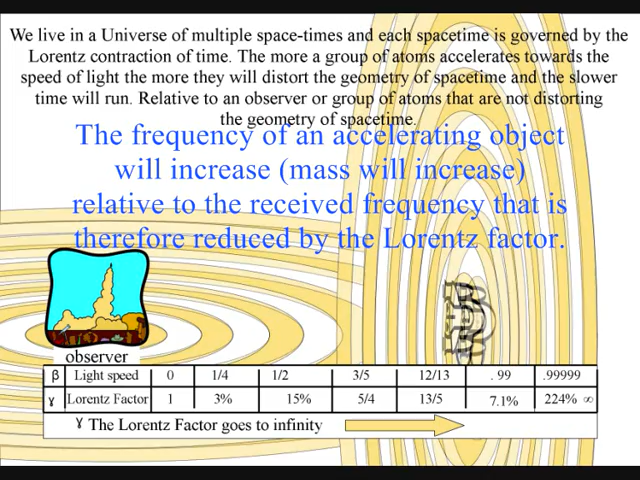 We live in a Universe of multiple space-times and each spacetime is governed by the
Lorentz contraction of time. The more a group of atoms accelerates towards the
speed of light the more they will distort the geometry of spacetime and the slower
time will run. Relative to an observer or group of atoms that are not distorting
the geometry of spacetime.
The frequency of an accelerating object
will increase (mass will increase)
relative to the received frequency that is
therefore reduced by the Lorentz factor.
observer
β Light speed 0 1/4 1/2 3/5 12/13 . 99 .99999
γ Lorentz Factor 1 3% 15% 5/4 13/5 7.1% 224% ∞
γ The Lorentz Factor goes to infinity